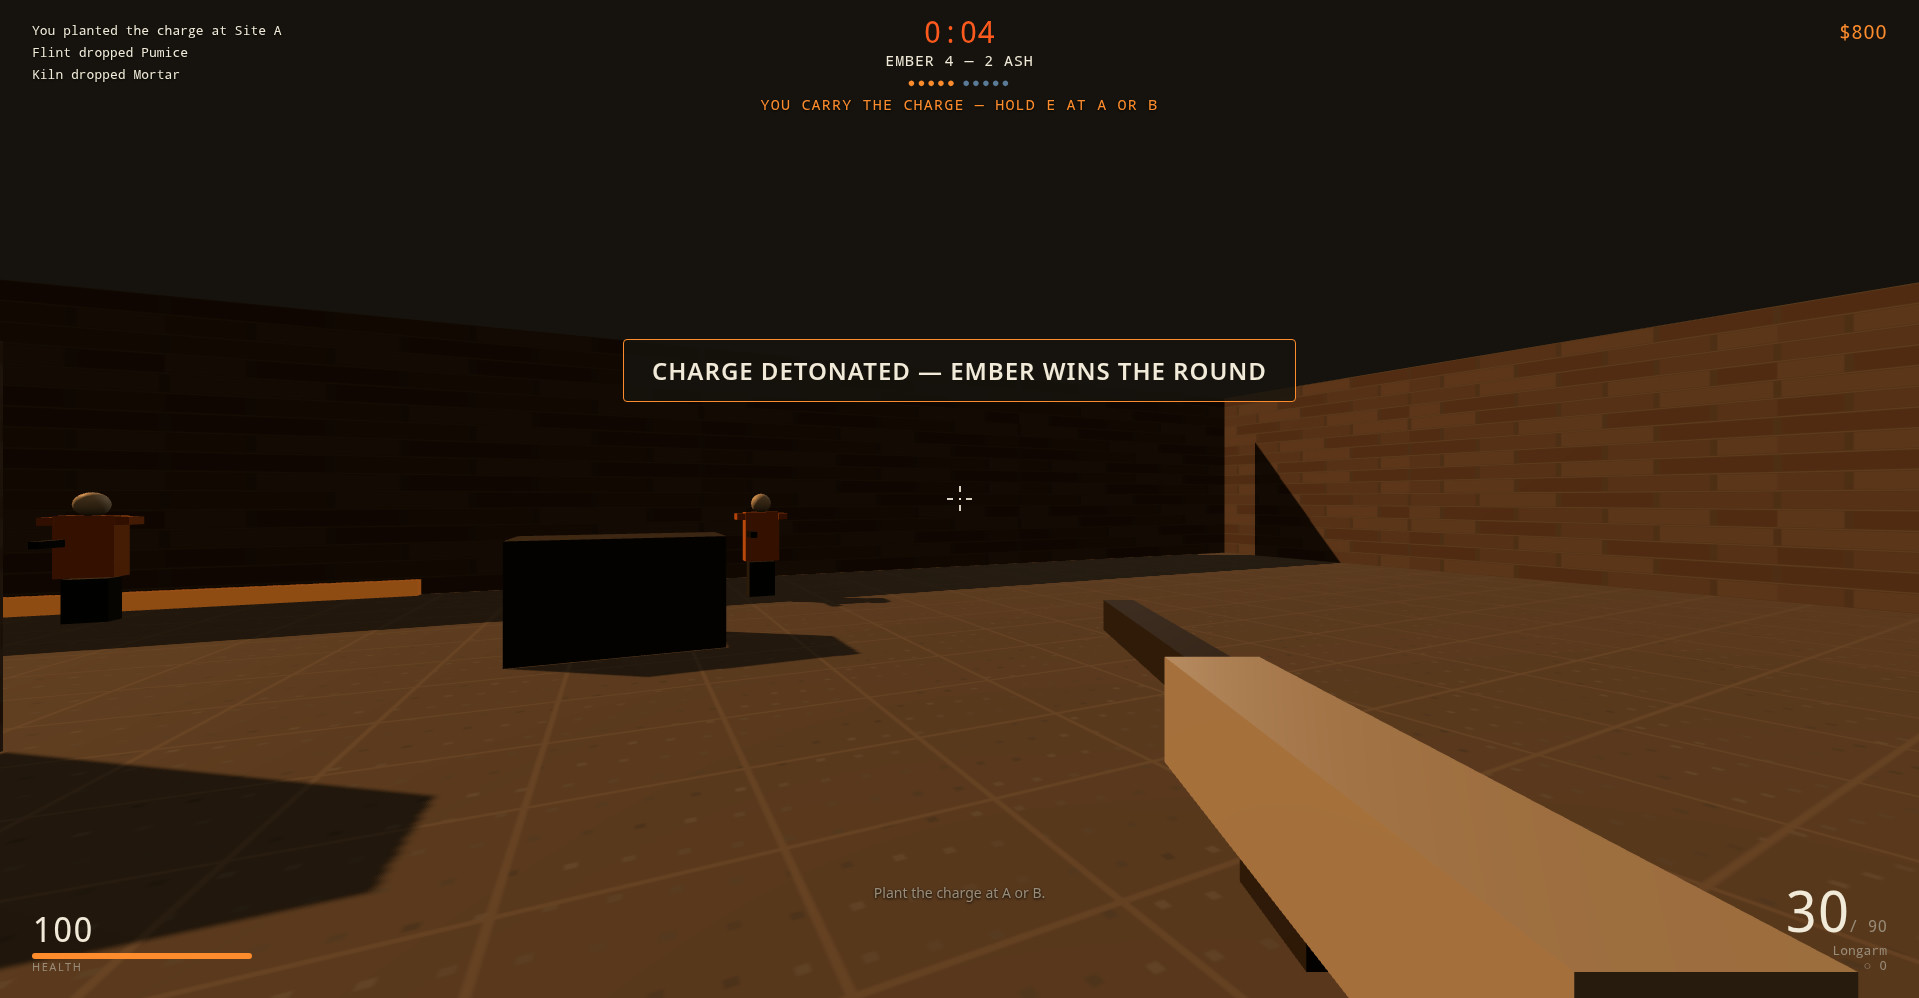 You planted the charge at Site A
Flint dropped Pumice
Kiln dropped Mortar
0:04
EMBER 4 — 2 ASH
YOU CARRY THE CHARGE — HOLD E AT A OR B
$800
CHARGE DETONATED — EMBER WINS THE ROUND
Plant the charge at A or B.
100
HEALTH
30 / 90
Longarm
○ 0